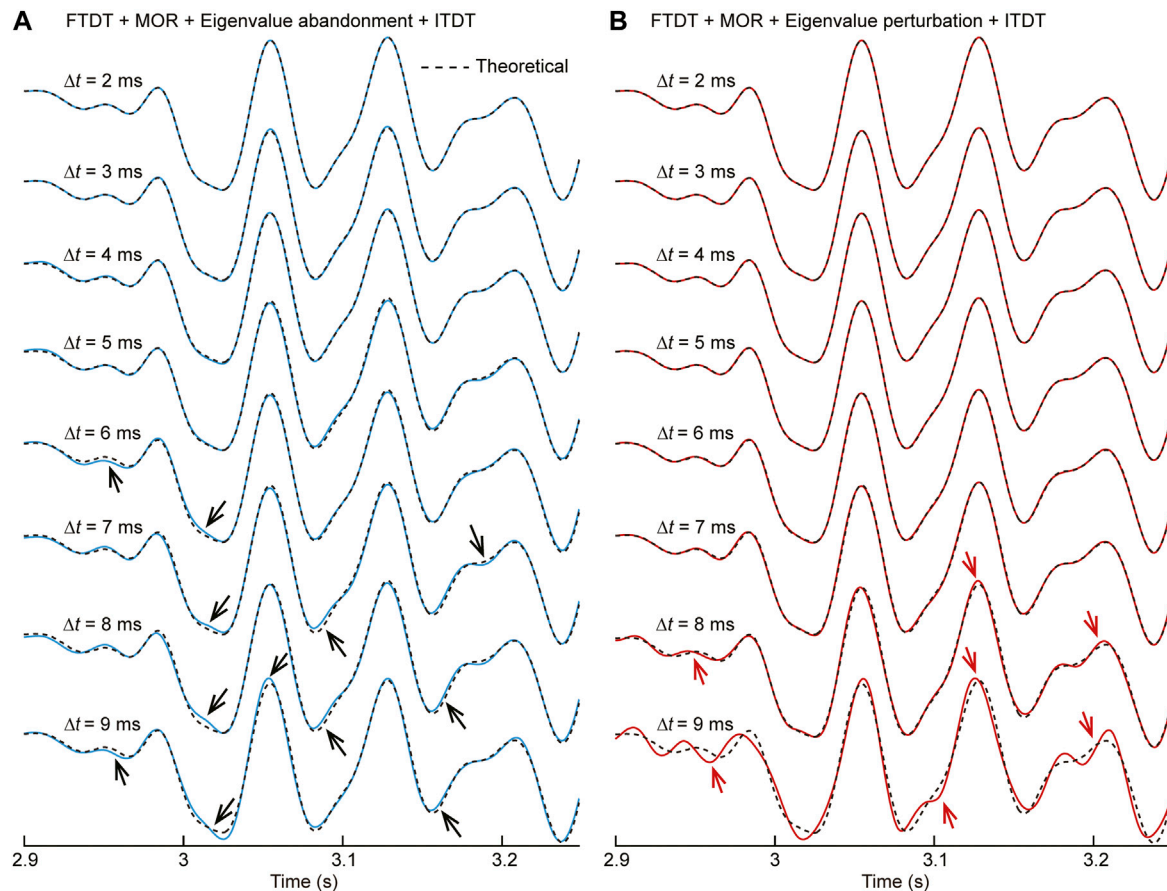 A FTDT + MOR + Eigenvalue abandonment + ITDT
Theoretical
Δt = 2 ms
Δt = 3 ms
Δt = 4 ms
Δt = 5 ms
Δt = 6 ms
Δt = 7 ms
Δt = 8 ms
Δt = 9 ms
2.9 3 3.1 3.2
Time (s)
B FTDT + MOR + Eigenvalue perturbation + ITDT
Δt = 2 ms
Δt = 3 ms
Δt = 4 ms
Δt = 5 ms
Δt = 6 ms
Δt = 7 ms
Δt = 8 ms
Δt = 9 ms
2.9 3 3.1 3.2
Time (s)